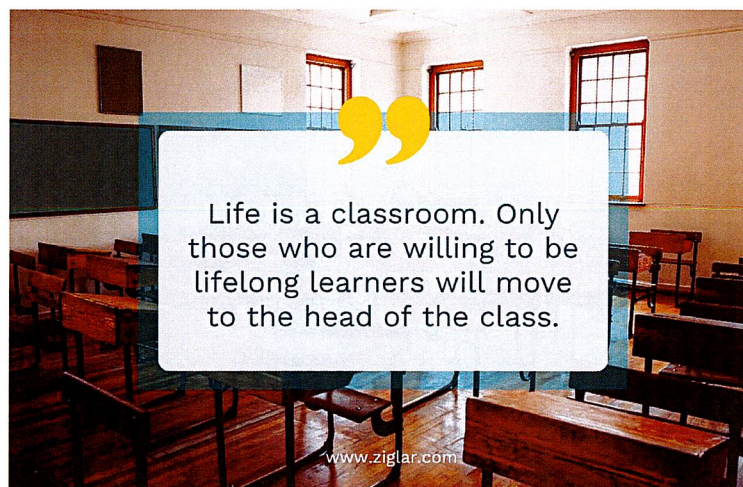 ”
Life is a classroom. Only
those who are willing to be
lifelong learners will move
to the head of the class.
www.ziglar.com